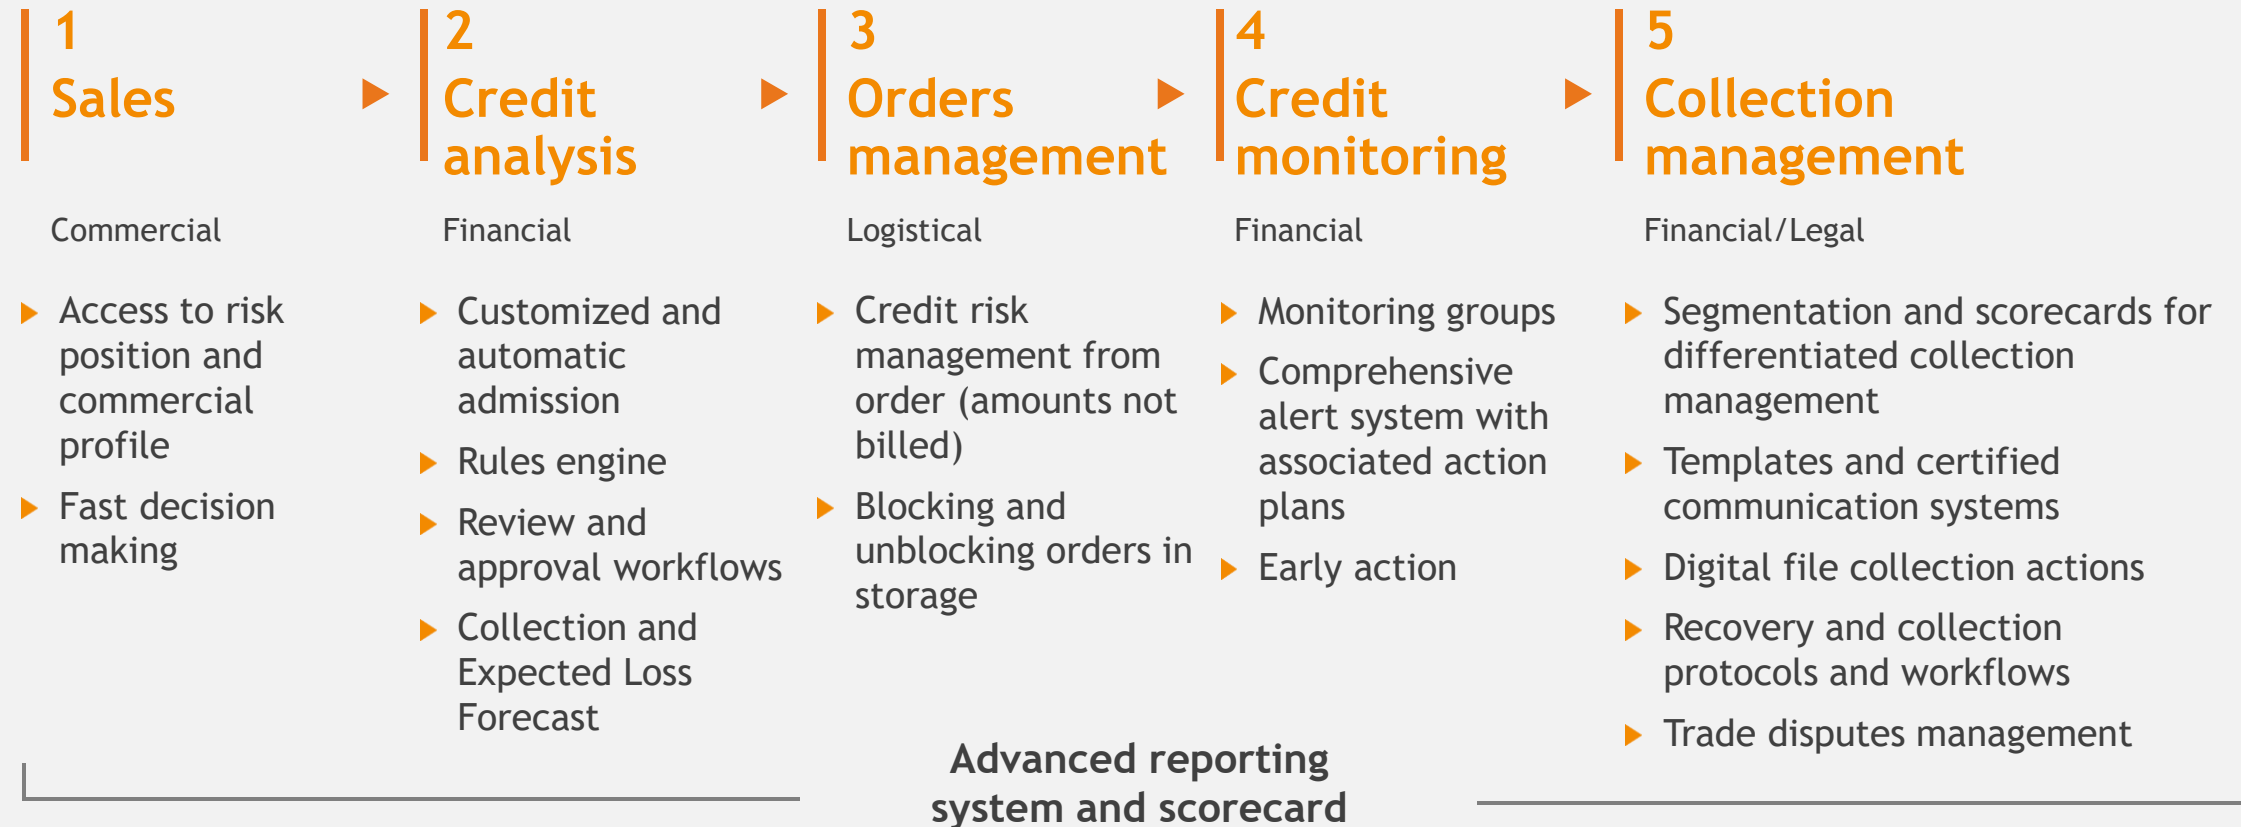 1
Sales
Commercial
Access to risk
position and
commercial
profile
Fast decision
making
2
Credit
analysis
Financial
Customized and
automatic
admission
Rules engine
Review and
approval workflows
Collection and
Expected Loss
Forecast
3
Orders
management
Logistical
Credit risk
management from
order (amounts not
billed)
Blocking and
unblocking orders in
storage
4
Credit
monitoring
Financial
Monitoring groups
Comprehensive
alert system with
associated action
plans
Early action
5
Collection
management
Financial/Legal
Segmentation and scorecards for
differentiated collection
management
Templates and certified
communication systems
Digital file collection actions
Recovery and collection
protocols and workflows
Trade disputes management
Advanced reporting
system and scorecard